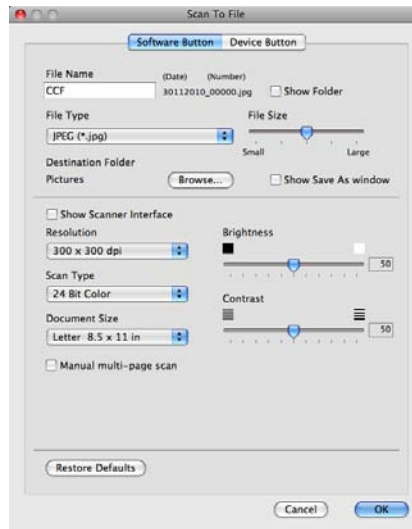 Scan To File
Software Button Device Button
File Name (Date) (Number)
CCF 30112010_00000.jpg Show Folder
File Type File Size
JPEG (*.jpg)
Small Large
Destination Folder
Pictures Browse... Show Save As window
Show Scanner Interface
Resolution Brightness
300 x 300 dpi 50
Scan Type
24 Bit Color Contrast
Document Size
Letter 8.5 x 11 in 50
Manual multi-page scan
Restore Defaults
Cancel OK